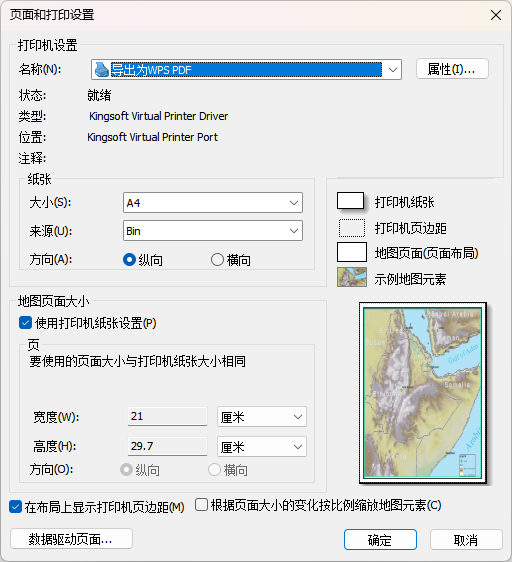 页面和打印设置
打印机设置
名称(N):
导出为WPS PDF
属性(I)...
状态:
就绪
类型:
Kingsoft Virtual Printer Driver
位置:
Kingsoft Virtual Printer Port
注释:
纸张
大小(S):
A4
来源(U):
Bin
方向(A):
纵向
横向
打印机纸张
打印机页边距
地图页面(页面布局)
示例地图元素
地图页面大小
使用打印机纸张设置(P)
页
要使用的页面大小与打印机纸张大小相同
宽度(W):
21
厘米
高度(H):
29.7
厘米
方向(O):
纵向
横向
Saudi Arabia
Somalia
在布局上显示打印机页边距(M)
根据页面大小的变化按比例缩放地图元素(C)
数据驱动页面...
确定
取消